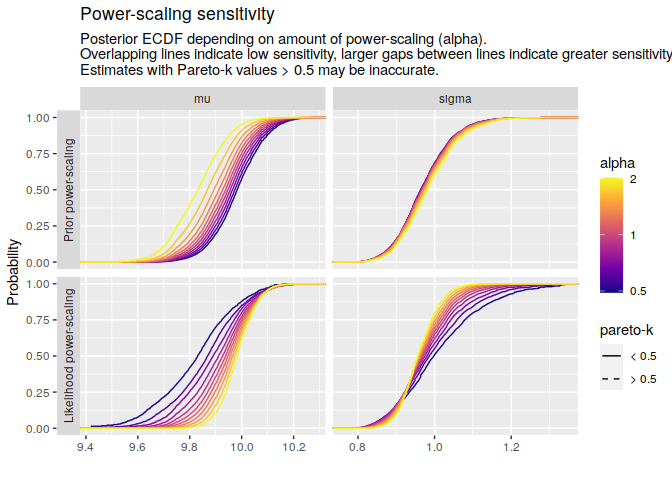 Power-scaling sensitivity
Posterior ECDF depending on amount of power-scaling (alpha).
Overlapping lines indicate low sensitivity, larger gaps between lines indicate greater sensitivity
Estimates with Pareto-k values > 0.5 may be inaccurate.
mu
sigma
Probability
Prior power-scaling
1.00
0.75
0.50
0.25
0.00
Likelihood power-scaling
1.00
0.75
0.50
0.25
0.00
9.4
9.6
9.8
10.0
10.2
0.8
1.0
1.2
alpha
2
1
0.5
pareto-k
< 0.5
> 0.5